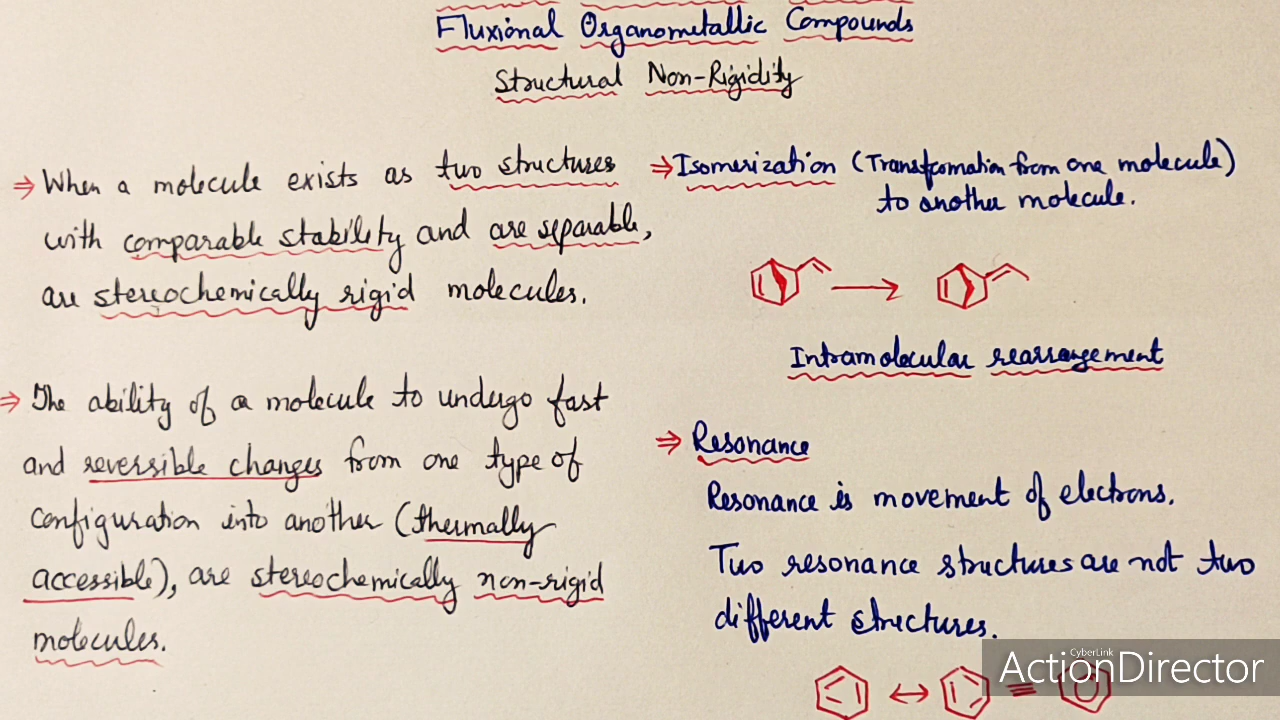 Fluxional Organometallic Compounds
Structural Non-Rigidity
⇒ When a molecule exists as two structures
with comparable stability and are separable,
are stereochemically rigid molecules.
⇒ The ability of a molecule to undergo fast
and reversible changes from one type of
configuration into another (thermally
accessible), are stereochemically non-rigid
molecules.
⇒ Isomerization (Transformation from one molecule)
to another molecule.
Intramolecular rearrangement
⇒ Resonance
Resonance is movement of electrons.
Two resonance structures are not two
different structures.
CyberLink
ActionDirector